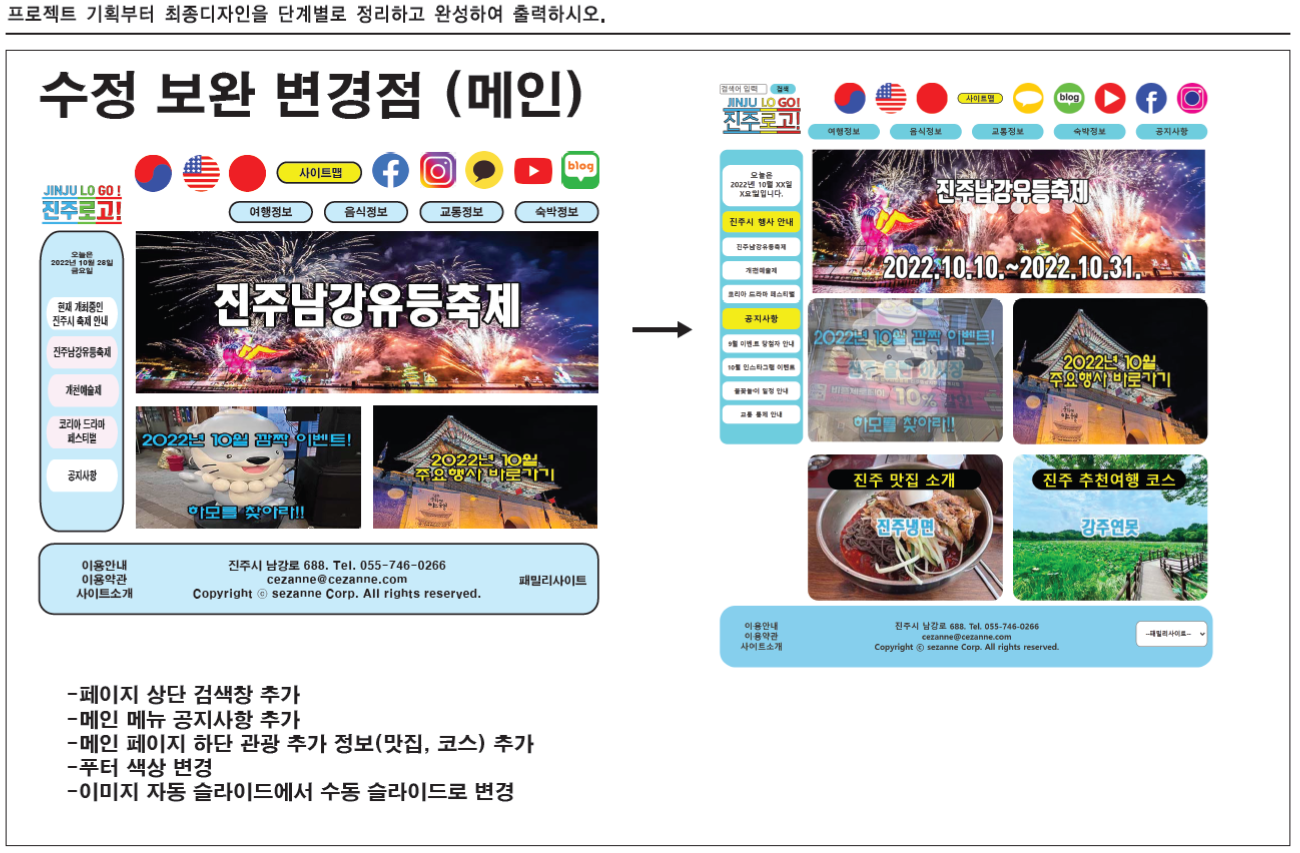 프로젝트 기획부터 최종디자인을 단계별로 정리하고 완성하여 출력하시오.
수정 보완 변경점 (메인)
사이트맵
blog
JINJU LO GO !
진주로고!
여행정보
음식정보
교통정보
숙박정보
오늘은
2022년 10월 28일
금요일
현재 개최중인
진주시 축제 안내
진주남강유등축제
개천예술제
코리아 드라마
페스티벌
공지사항
진주남강유등축제
2022년 10월 깜짝 이벤트!
하모를 찾아라!!
2022년 10월
주요행사 바로가기
이용안내
이용약관
사이트소개
진주시 남강로 688. Tel. 055-746-0266
cezanne@cezanne.com
Copyright ⓒ sezanne Corp. All rights reserved.
패밀리사이트
검색어 입력
검색
사이트맵
blog
JINJU LO GO!
진주로고!
여행정보
음식정보
교통정보
숙박정보
공지사항
오늘은
2022년 10월 XX일
X요일입니다.
진주시 행사 안내
진주남강유등축제
개천예술제
코리아 드라마 페스티벌
공지사항
9월 이벤트 당첨자 안내
10월 인스타그램 이벤트
불꽃놀이 일정 안내
교통 통제 안내
진주남강유등축제
2022.10.10.~2022.10.31.
2022년 10월 깜짝 이벤트!
하모를 찾아라!!
2022년 10월
주요행사 바로가기
진주 맛집 소개
진주냉면
진주 추천여행 코스
강주연못
이용안내
이용약관
사이트소개
진주시 남강로 688. Tel. 055-746-0266
cezanne@cezanne.com
Copyright ⓒ sezanne Corp. All rights reserved.
--패밀리사이트--
-페이지 상단 검색창 추가
-메인 메뉴 공지사항 추가
-메인 페이지 하단 관광 추가 정보(맛집, 코스) 추가
-푸터 색상 변경
-이미지 자동 슬라이드에서 수동 슬라이드로 변경